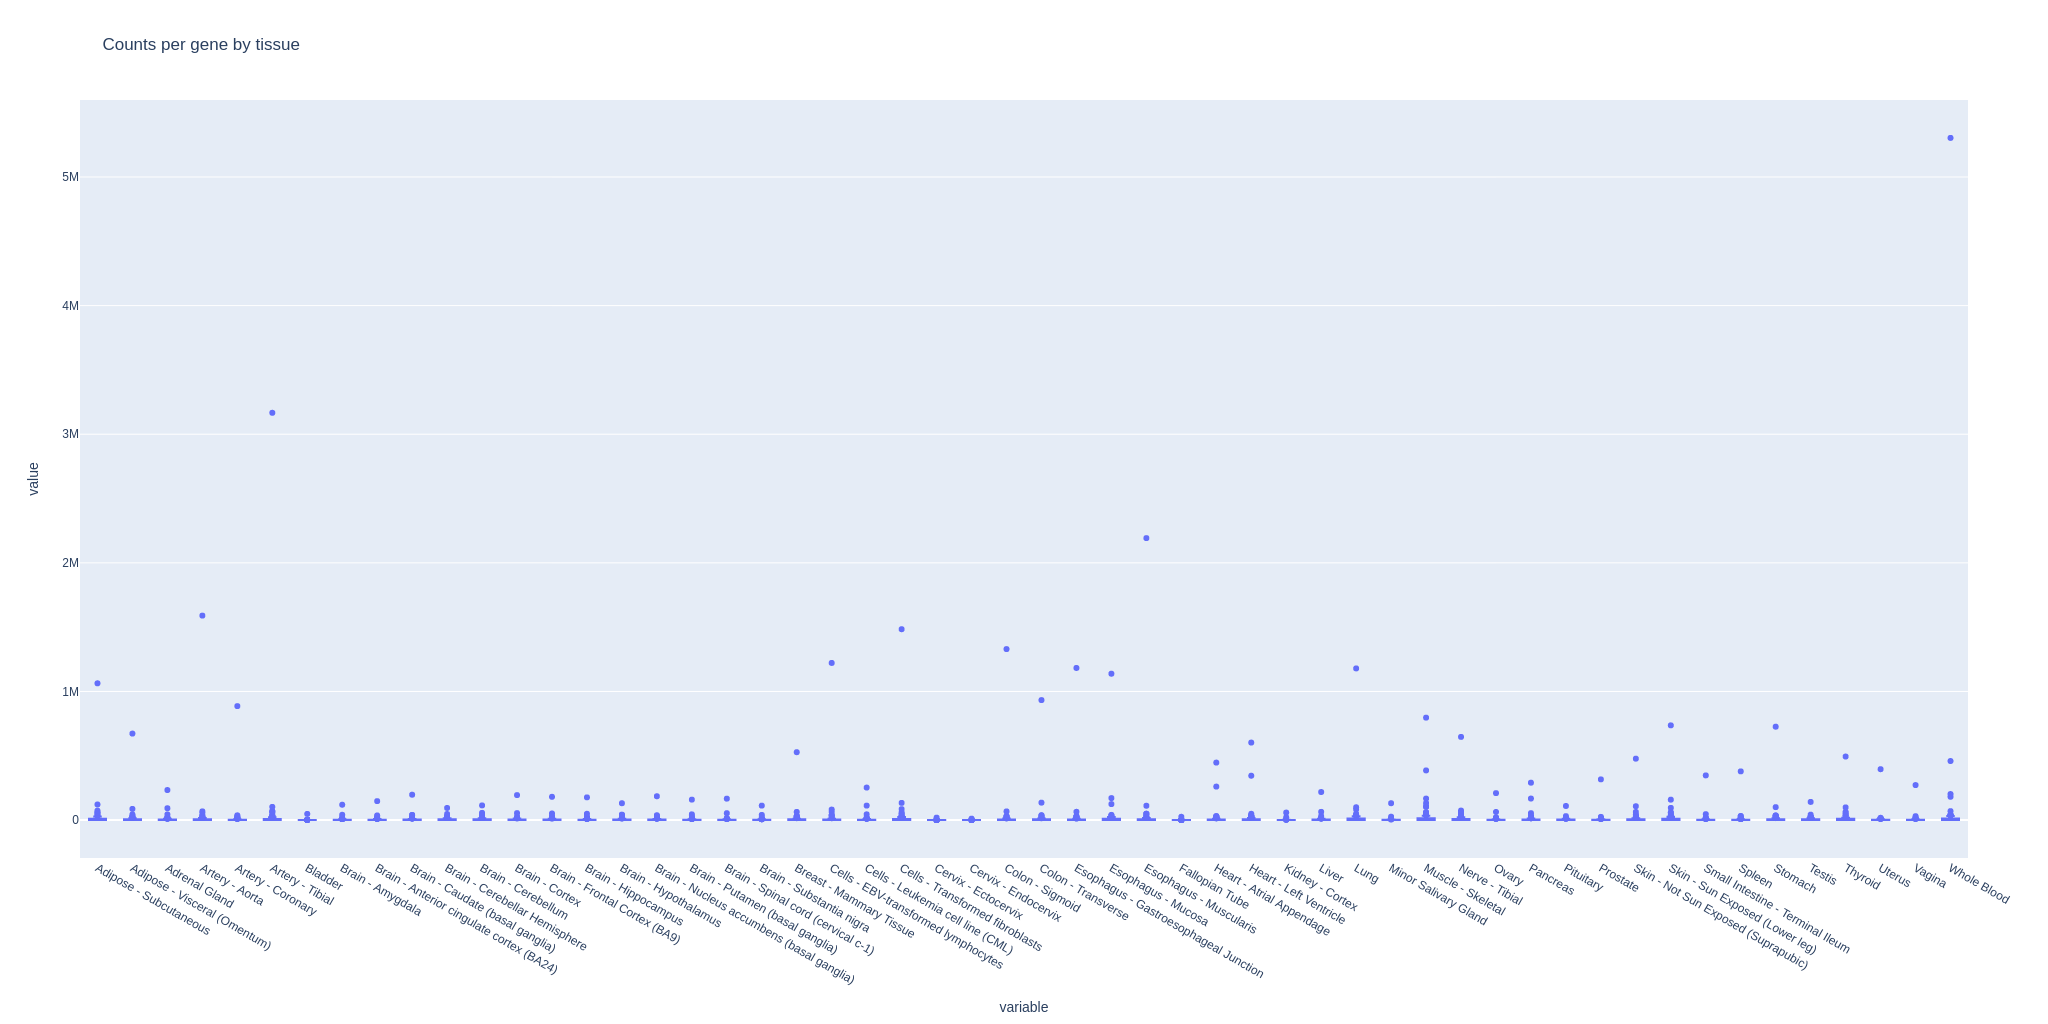 Counts per gene by tissue
value
5M
4M
3M
2M
1M
0
Adipose - Subcutaneous
Adipose - Visceral (Omentum)
Adrenal Gland
Artery - Aorta
Artery - Coronary
Artery - Tibial
Bladder
Brain - Amygdala
Brain - Anterior cingulate cortex (BA24)
Brain - Caudate (basal ganglia)
Brain - Cerebellar Hemisphere
Brain - Cerebellum
Brain - Cortex
Brain - Frontal Cortex (BA9)
Brain - Hippocampus
Brain - Hypothalamus
Brain - Nucleus accumbens (basal ganglia)
Brain - Putamen (basal ganglia)
Brain - Spinal cord (cervical c-1)
Brain - Substantia nigra
Breast - Mammary Tissue
Cells - EBV-transformed lymphocytes
Cells - Leukemia cell line (CML)
Cells - Transformed fibroblasts
Cervix - Ectocervix
Cervix - Endocervix
Colon - Sigmoid
Colon - Transverse
Esophagus - Gastroesophageal Junction
Esophagus - Mucosa
Esophagus - Muscularis
Fallopian Tube
Heart - Atrial Appendage
Heart - Left Ventricle
Kidney - Cortex
Liver
Lung
Minor Salivary Gland
Muscle - Skeletal
Nerve - Tibial
Ovary
Pancreas
Pituitary
Prostate
Skin - Not Sun Exposed (Suprapubic)
Skin - Sun Exposed (Lower leg)
Small Intestine - Terminal Ileum
Spleen
Stomach
Testis
Thyroid
Uterus
Vagina
Whole Blood
variable